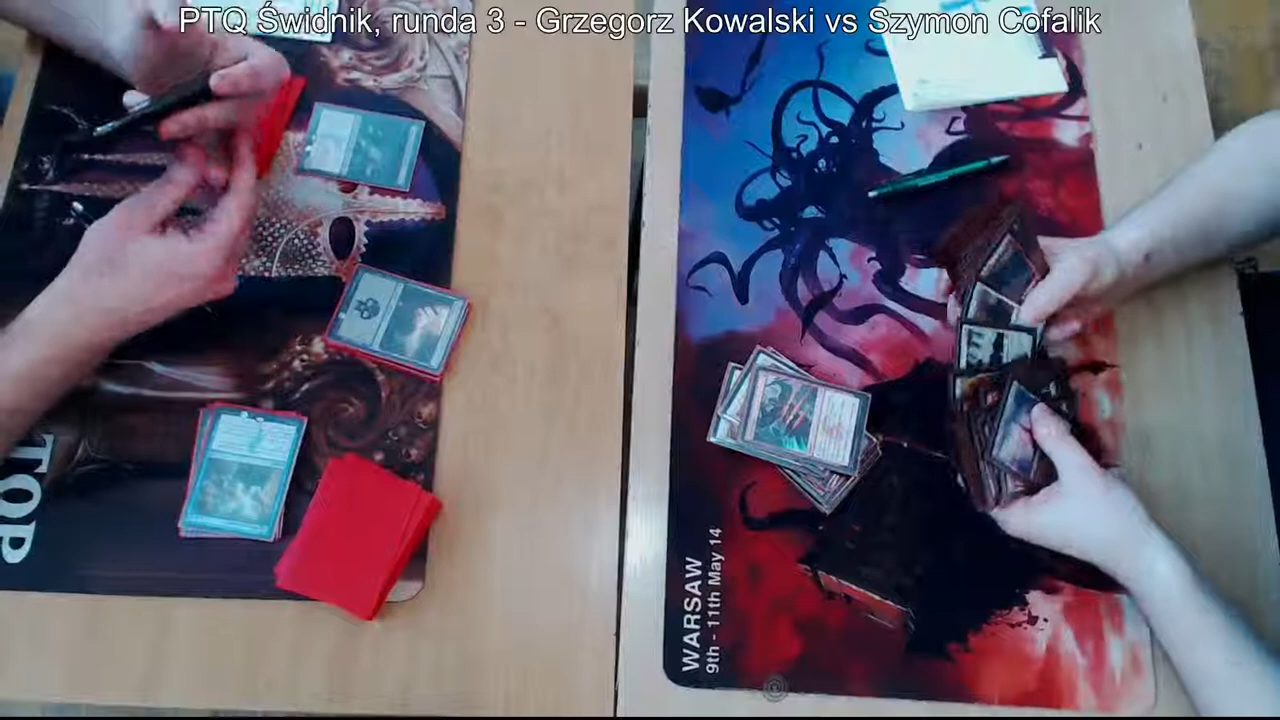 PTQ Świdnik, runda 3 - Grzegorz Kowalski vs Szymon Cofalik
TOP
WARSAW
9th - 11th May 14